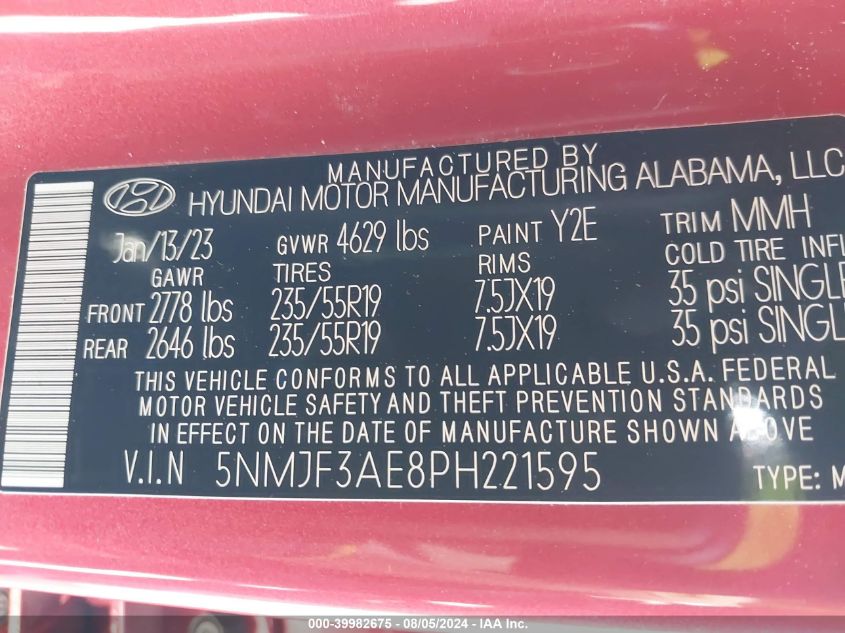 MANUFACTURED BY
HYUNDAI MOTOR MANUFACTURING ALABAMA, LLC
Jan/13/23 GVWR 4629 lbs PAINT Y2E TRIM MMH
GAWR TIRES RIMS COLD TIRE INFL
FRONT 2778 lbs 235/55R19 7.5JX19 35 psi SINGLE
REAR 2646 lbs 235/55R19 7.5JX19 35 psi SINGLE
THIS VEHICLE CONFORMS TO ALL APPLICABLE U.S.A. FEDERAL
MOTOR VEHICLE SAFETY AND THEFT PREVENTION STANDARDS
IN EFFECT ON THE DATE OF MANUFACTURE SHOWN ABOVE
V.I.N 5NMJF3AE8PH221595 TYPE: M
000-39982675 - 08/05/2024 - IAAI.com